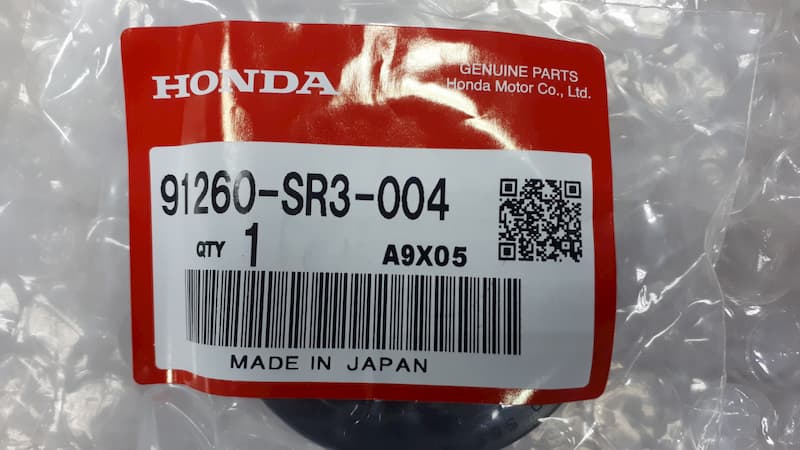 HONDA
GENUINE PARTS
Honda Motor Co., Ltd.
91260-SR3-004
QTY 1
A9X05
MADE IN JAPAN